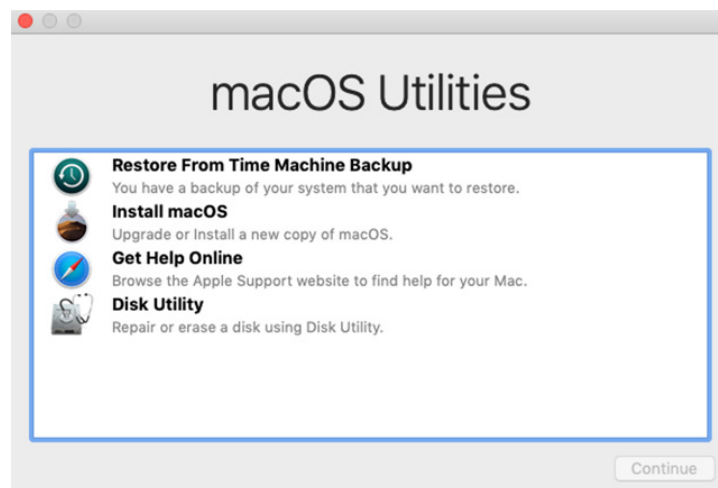 macOS Utilities
Restore From Time Machine Backup
You have a backup of your system that you want to restore.
Install macOS
Upgrade or Install a new copy of macOS.
Get Help Online
Browse the Apple Support website to find help for your Mac.
Disk Utility
Repair or erase a disk using Disk Utility.
Continue